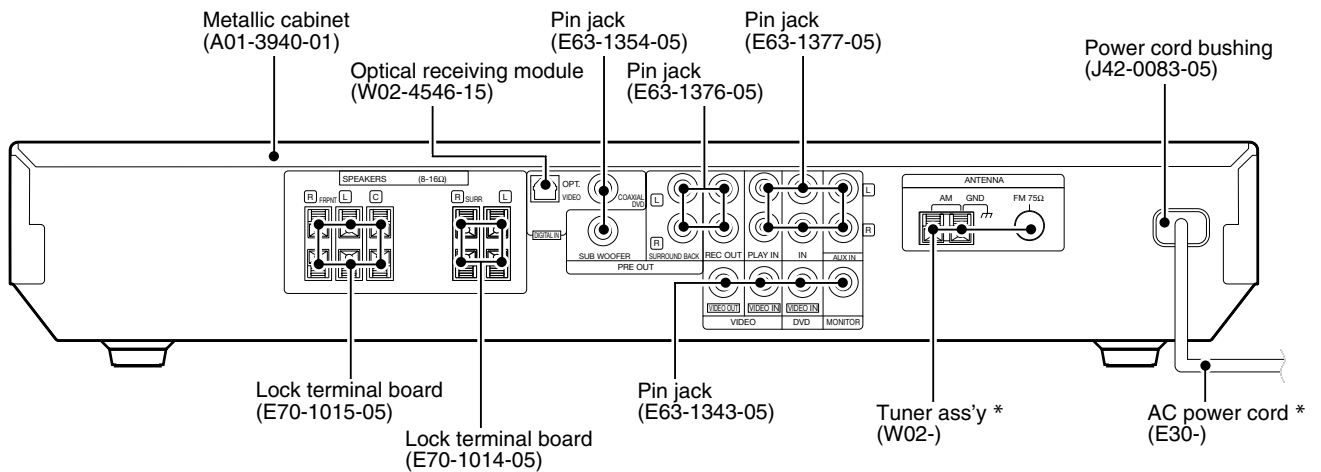 Metallic cabinet
(A01-3940-01)
Pin jack
(E63-1354-05)
Pin jack
(E63-1377-05)
Power cord bushing
(J42-0083-05)
Optical receiving module
(W02-4546-15)
Pin jack
(E63-1376-05)
SPEAKERS (8-16Ω)
R FRPNT L C
R SURR L
OPT.
VIDEO
COAXIAL
DVD
DIGITAL IN
SUB WOOFER
PRE OUT
L
R
SURROUND BACK
REC OUT
PLAY IN
IN
AUX IN
L
R
VIDEO OUT
VIDEO IN
VIDEO IN
VIDEO
DVD
MONITOR
ANTENNA
AM GND FM 75Ω
Lock terminal board
(E70-1015-05)
Lock terminal board
(E70-1014-05)
Pin jack
(E63-1343-05)
Tuner ass'y *
(W02-)
AC power cord *
(E30-)